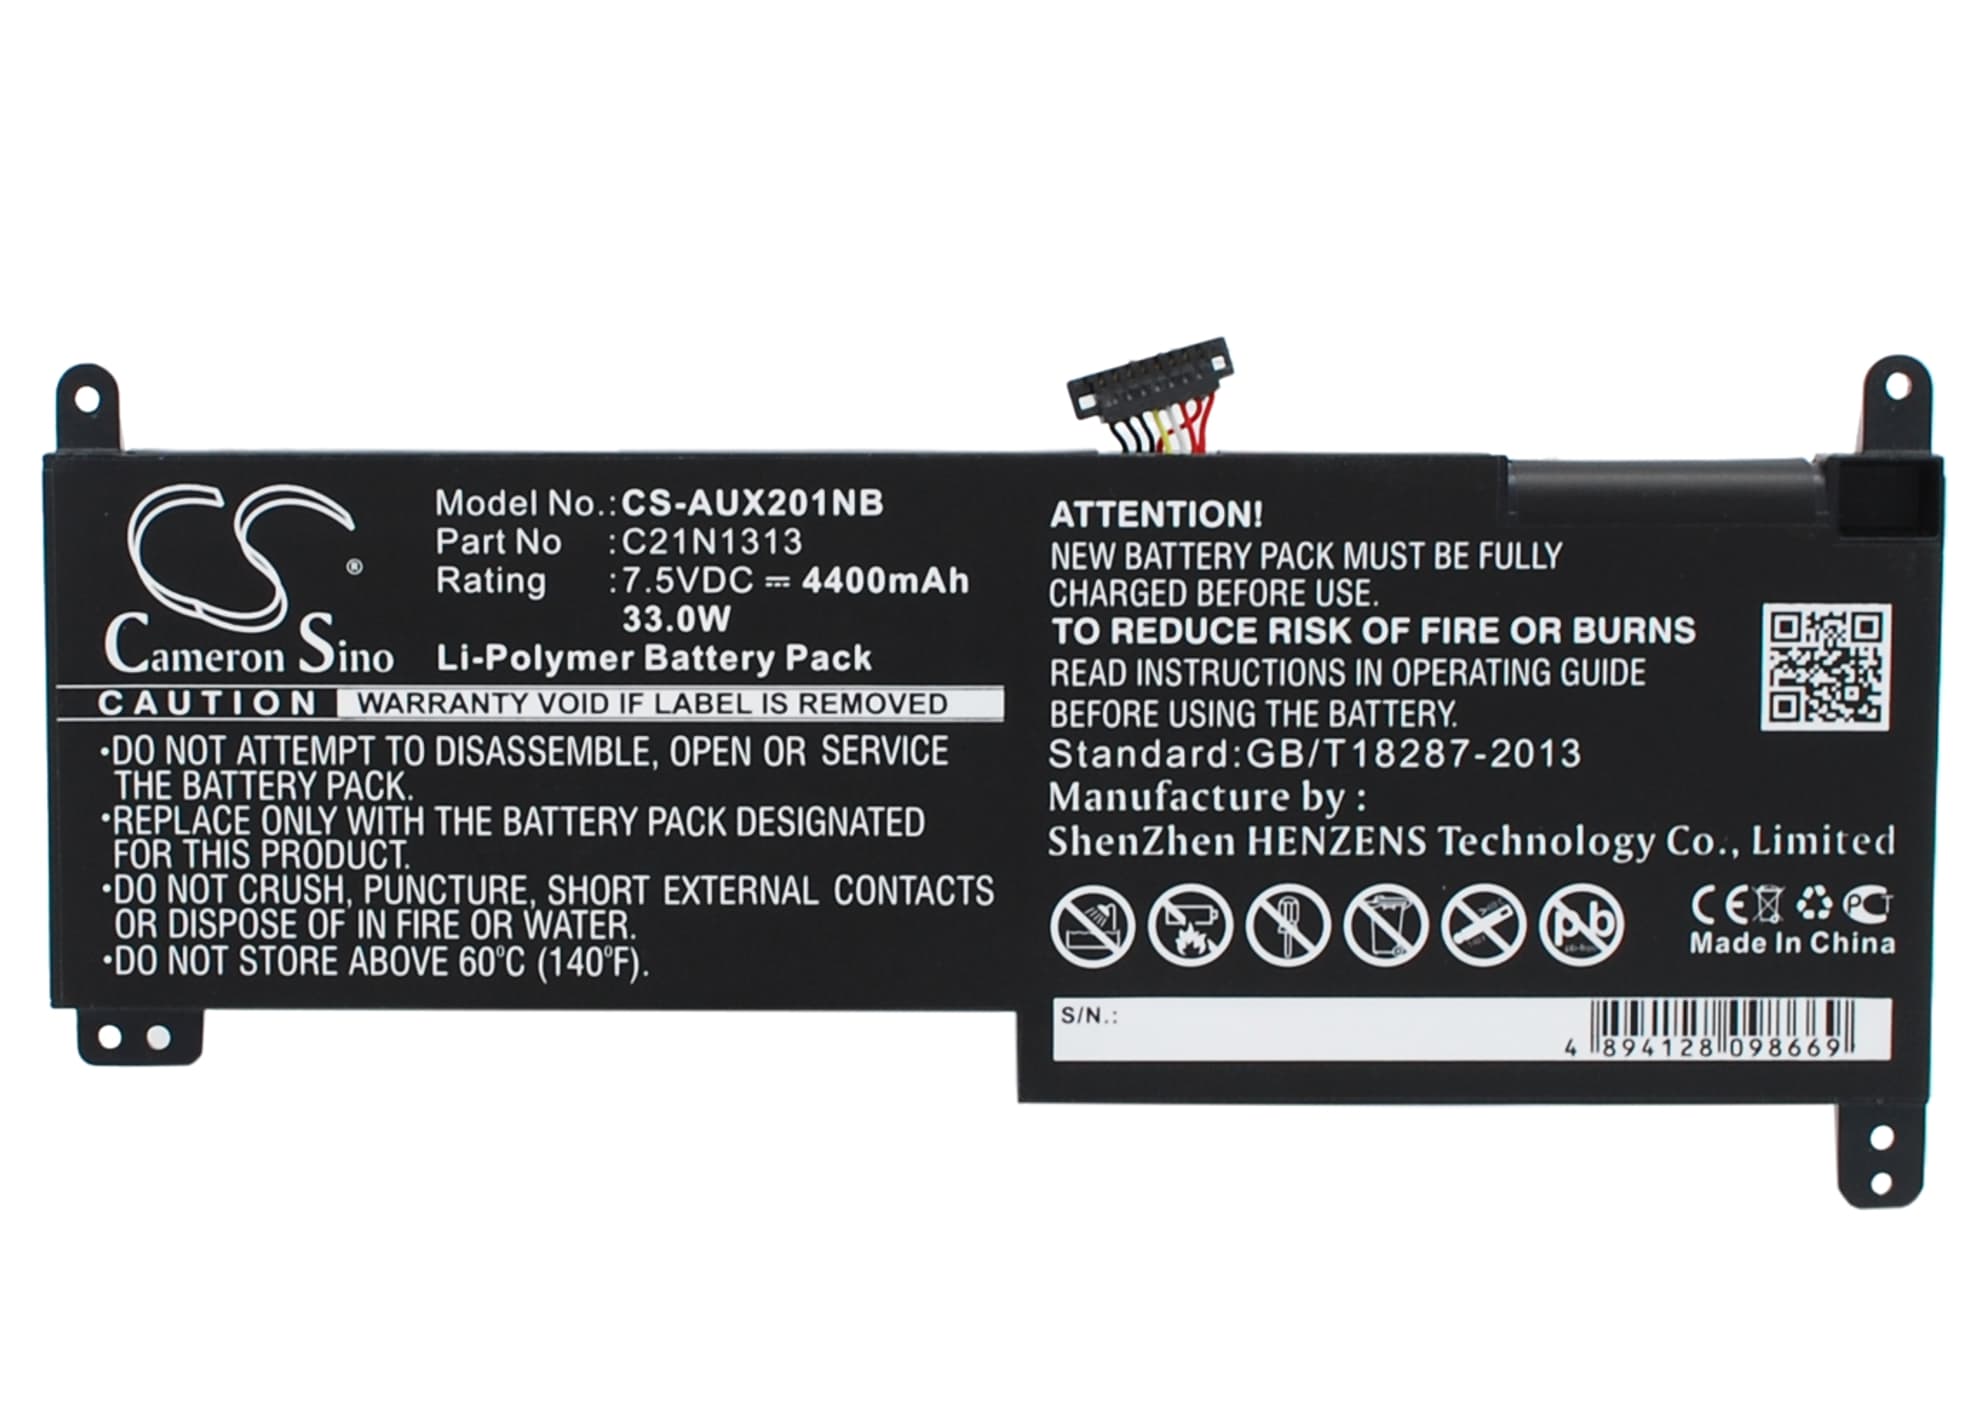 Cameron Sino ®
Model No.: CS-AUX201NB
Part No : C21N1313
Rating : 7.5VDC ⎓ 4400mAh
33.0W
Li-Polymer Battery Pack
CAUTION WARRANTY VOID IF LABEL IS REMOVED
•DO NOT ATTEMPT TO DISASSEMBLE, OPEN OR SERVICE
THE BATTERY PACK.
•REPLACE ONLY WITH THE BATTERY PACK DESIGNATED
FOR THIS PRODUCT.
•DO NOT CRUSH, PUNCTURE, SHORT EXTERNAL CONTACTS
OR DISPOSE OF IN FIRE OR WATER.
•DO NOT STORE ABOVE 60°C (140°F).
ATTENTION!
NEW BATTERY PACK MUST BE FULLY
CHARGED BEFORE USE.
TO REDUCE RISK OF FIRE OR BURNS
READ INSTRUCTIONS IN OPERATING GUIDE
BEFORE USING THE BATTERY.
Standard:GB/T18287-2013
Manufacture by :
ShenZhen HENZENS Technology Co., Limited
pb
CE PCT
Made In China
S/N.:
4 894128 098669